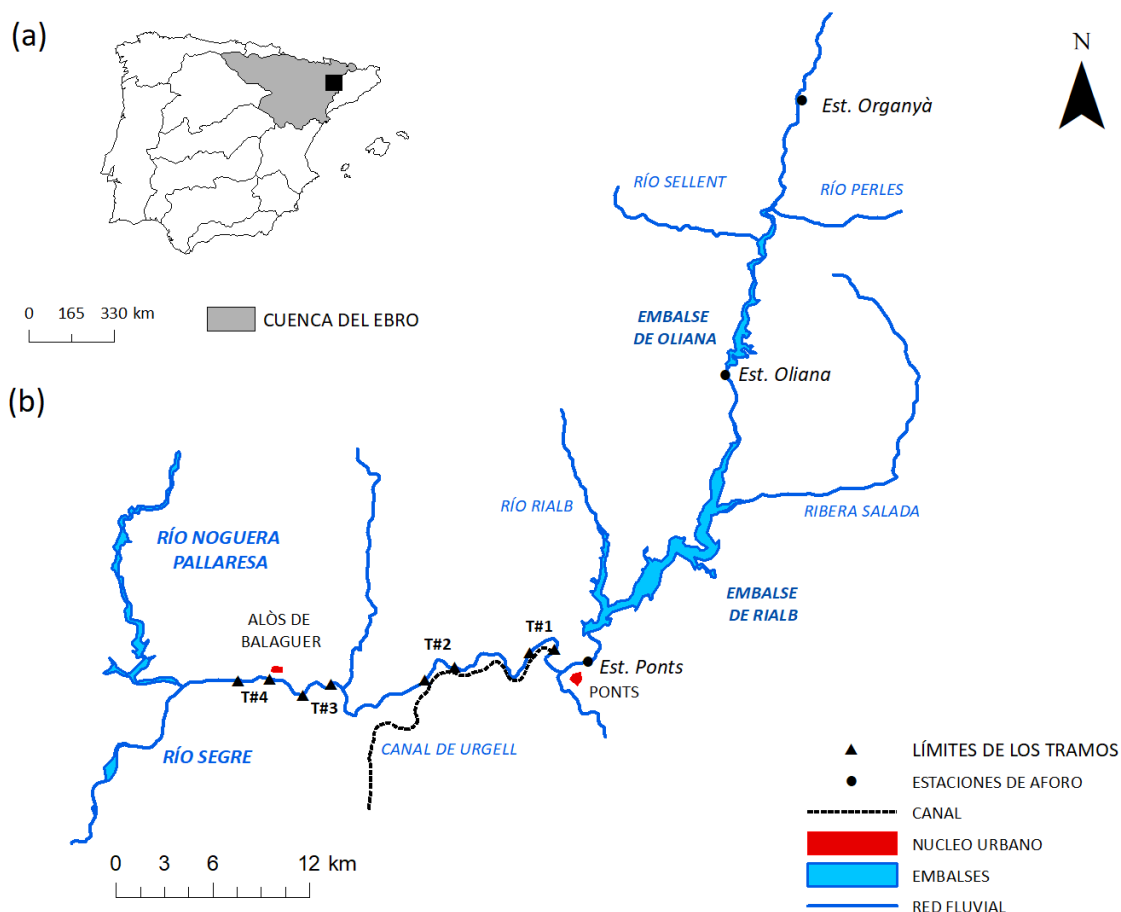 (a)
N
Est. Organyà
RÍO SELLENT
RÍO PERLES
0 165 330 km
CUENCA DEL EBRO
EMBALSE
DE OLIANA
Est. Oliana
(b)
RÍO NOGUERA
PALLARESA
RÍO RIALB
RIBERA SALADA
EMBALSE
DE RIALB
ALÒS DE
BALAGUER
T#1
T#2
Est. Ponts
PONTS
T#4
T#3
RÍO SEGRE
CANAL DE URGELL
LÍMITES DE LOS TRAMOS
ESTACIONES DE AFORO
CANAL
NUCLEO URBANO
EMBALSES
RED FLUVIAL
0 3 6 12 km